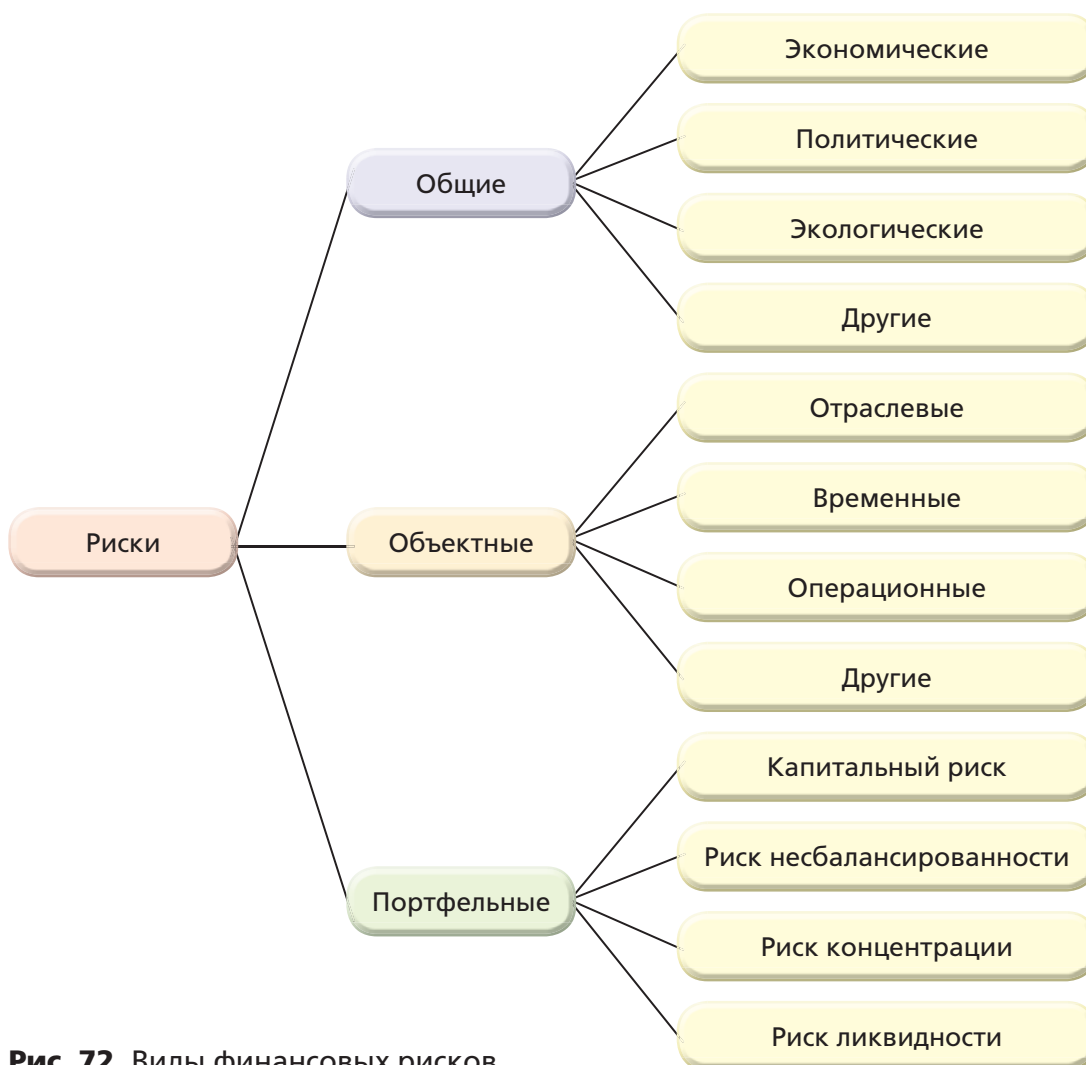 Риски
Общие
Экономические
Политические
Экологические
Другие
Объектные
Отраслевые
Временные
Операционные
Другие
Портфельные
Капитальный риск
Риск несбалансированности
Риск концентрации
Риск ликвидности
Рис. 72. Виды финансовых рисков